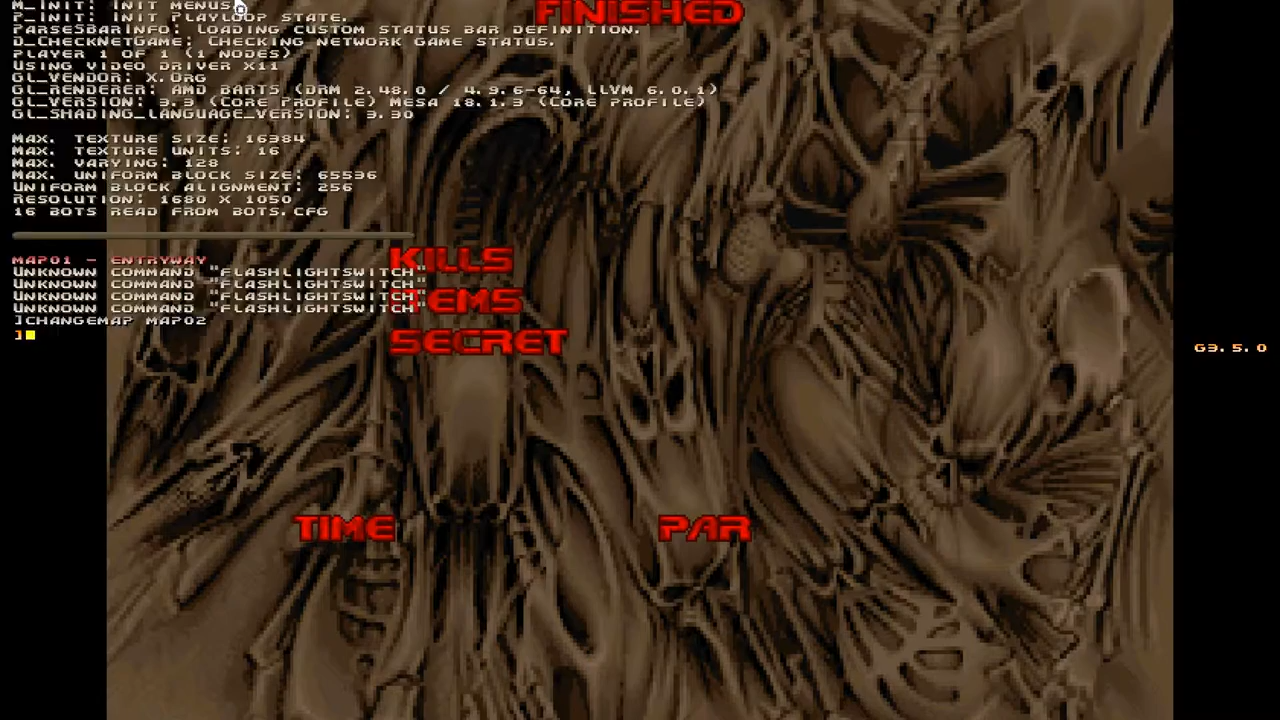 M_INIT: INIT MENUS.
FINISHED
P_INIT: INIT PLAYLOOP STATE.
PARSESBARINFO: LOADING CUSTOM STATUS BAR DEFINITION.
D_CHECKNETGAME: CHECKING NETWORK GAME STATUS.
PLAYER 1 OF 1 (1 NODES)
USING VIDEO DRIVER X11
GL_VENDOR: X.ORG
GL_RENDERER: AMD BARTS (DRM 2.48.0 / 4.9.6-64, LLVM 6.0.1)
GL_VERSION: 3.3 (CORE PROFILE) MESA 18.1.3 (CORE PROFILE)
GL_SHADING_LANGUAGE_VERSION: 3.30
MAX. TEXTURE SIZE: 16384
MAX. TEXTURE UNITS: 16
MAX. VARYING: 128
MAX. UNIFORM BLOCK SIZE: 65536
UNIFORM BLOCK ALIGNMENT: 256
RESOLUTION: 1680 X 1050
16 BOTS READ FROM BOTS.CFG
MAP01 - ENTRYWAY
KILLS
UNKNOWN COMMAND "FLASHLIGHTSWITCH"
UNKNOWN COMMAND "FLASHLIGHTSWITCH"
UNKNOWN COMMAND "FLASHLIGHTSWITCH"
ITEMS
UNKNOWN COMMAND "FLASHLIGHTSWITCH"
]CHANGEMAP MAP02
]
SECRET
G3.5.0
TIME PAR